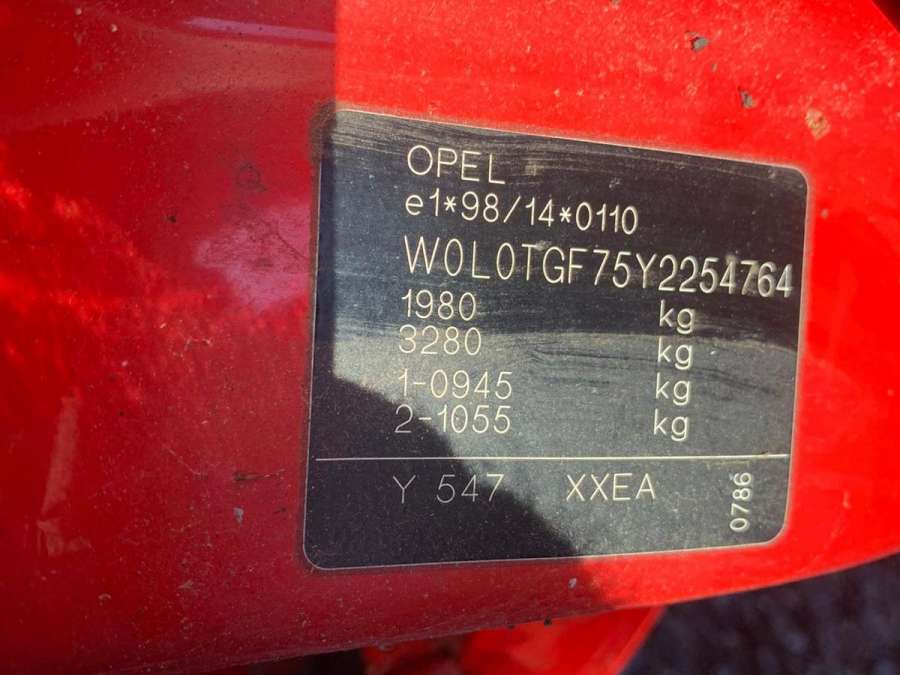 OPEL
e1*98/14*0110
W0L0TGF75Y2254764
1980 kg
3280 kg
1-0945 kg
2-1055 kg
Y 547 XXEA
0786